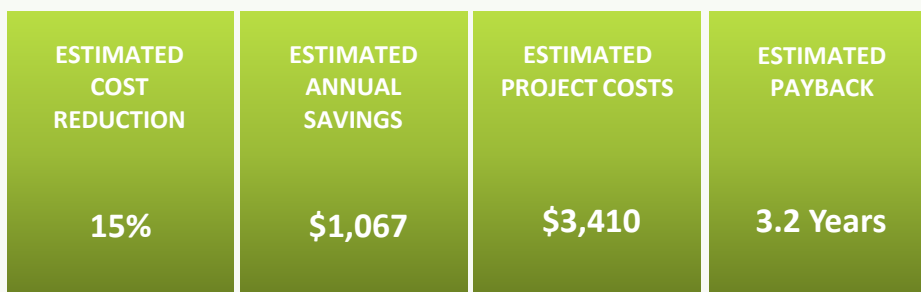 ESTIMATED
COST
REDUCTION
15%
ESTIMATED
ANNUAL
SAVINGS
$1,067
ESTIMATED
PROJECT COSTS
$3,410
ESTIMATED
PAYBACK
3.2 Years